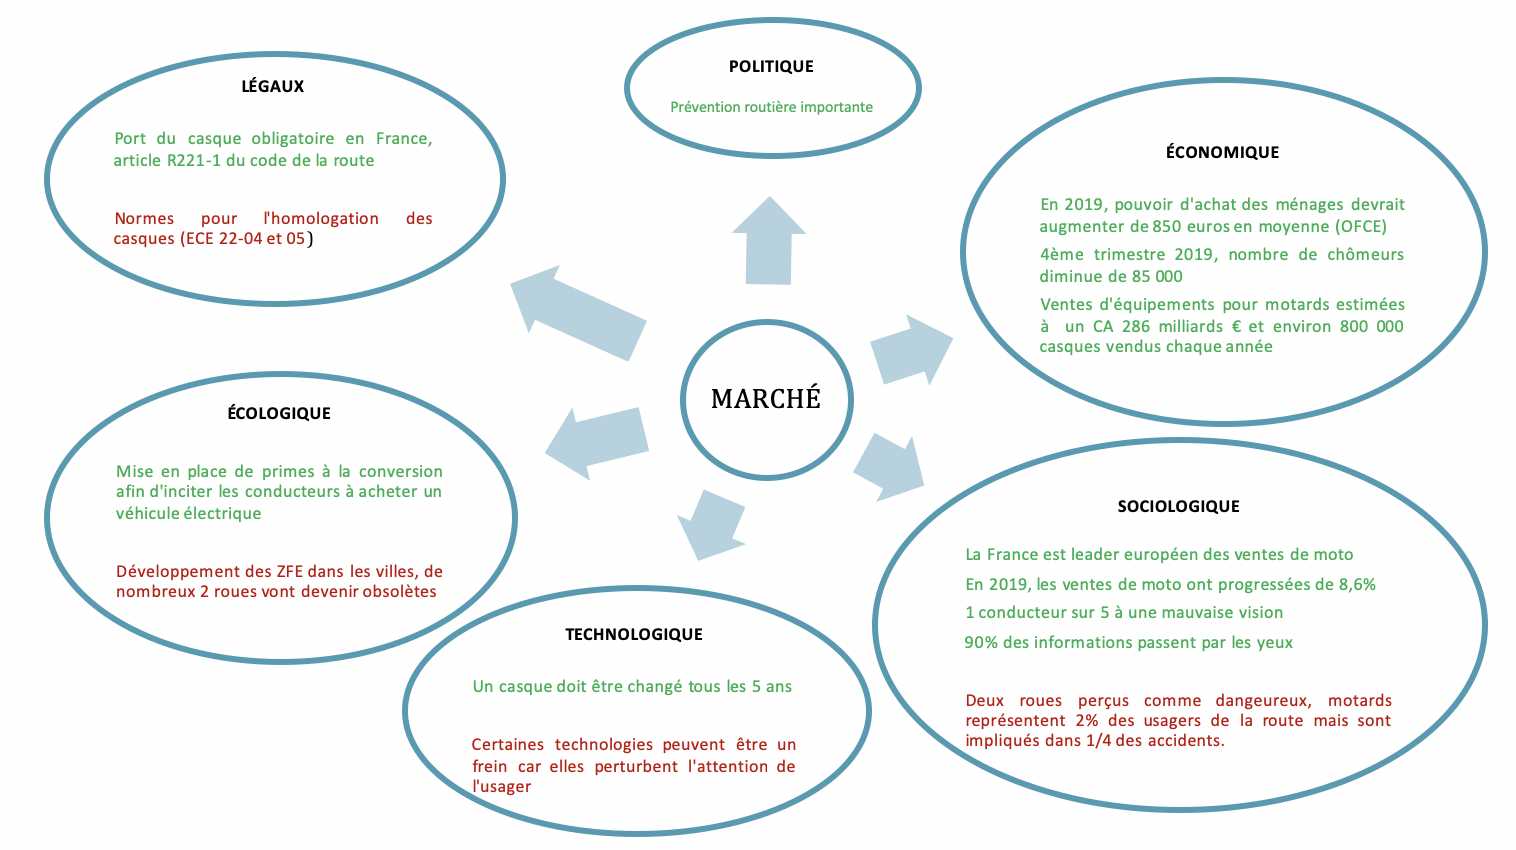 POLITIQUE
Prévention routière importante
LÉGAUX
Port du casque obligatoire en France,
article R221-1 du code de la route
Normes pour l'homologation des
casques (ECE 22-04 et 05)
ÉCONOMIQUE
En 2019, pouvoir d'achat des ménages devrait
augmenter de 850 euros en moyenne (OFCE)
4ème trimestre 2019, nombre de chômeurs
diminue de 85 000
Ventes d'équipements pour motards estimées
à un CA 286 milliards € et environ 800 000
casques vendus chaque année
MARCHÉ
ÉCOLOGIQUE
Mise en place de primes à la conversion
afin d'inciter les conducteurs à acheter un
véhicule électrique
Développement des ZFE dans les villes, de
nombreux 2 roues vont devenir obsolètes
SOCIOLOGIQUE
La France est leader européen des ventes de moto
En 2019, les ventes de moto ont progressées de 8,6%
1 conducteur sur 5 à une mauvaise vision
90% des informations passent par les yeux
Deux roues perçus comme dangeureux, motards
représentent 2% des usagers de la route mais sont
impliqués dans 1/4 des accidents.
TECHNOLOGIQUE
Un casque doit être changé tous les 5 ans
Certaines technologies peuvent être un
frein car elles perturbent l'attention de
l'usager